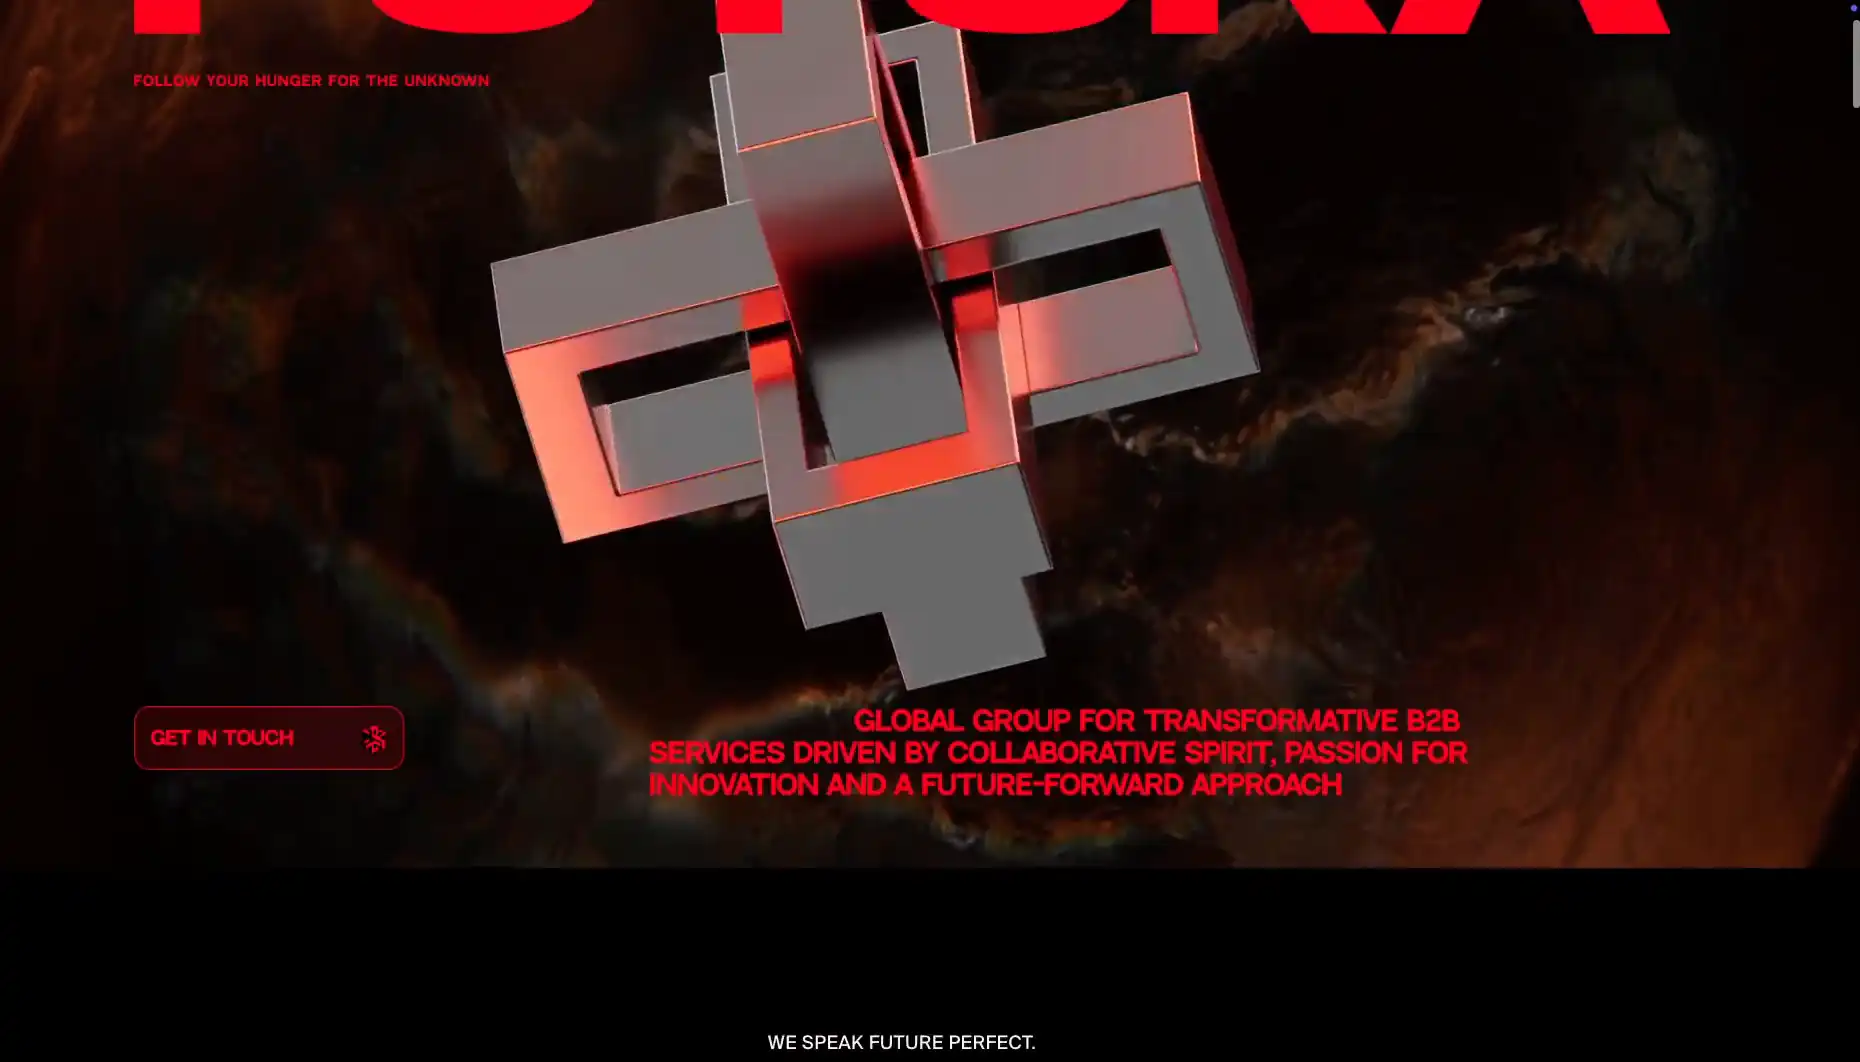 FUTURA
FOLLOW YOUR HUNGER FOR THE UNKNOWN
GET IN TOUCH
GLOBAL GROUP FOR TRANSFORMATIVE B2B
SERVICES DRIVEN BY COLLABORATIVE SPIRIT, PASSION FOR
INNOVATION AND A FUTURE-FORWARD APPROACH
WE SPEAK FUTURE PERFECT.